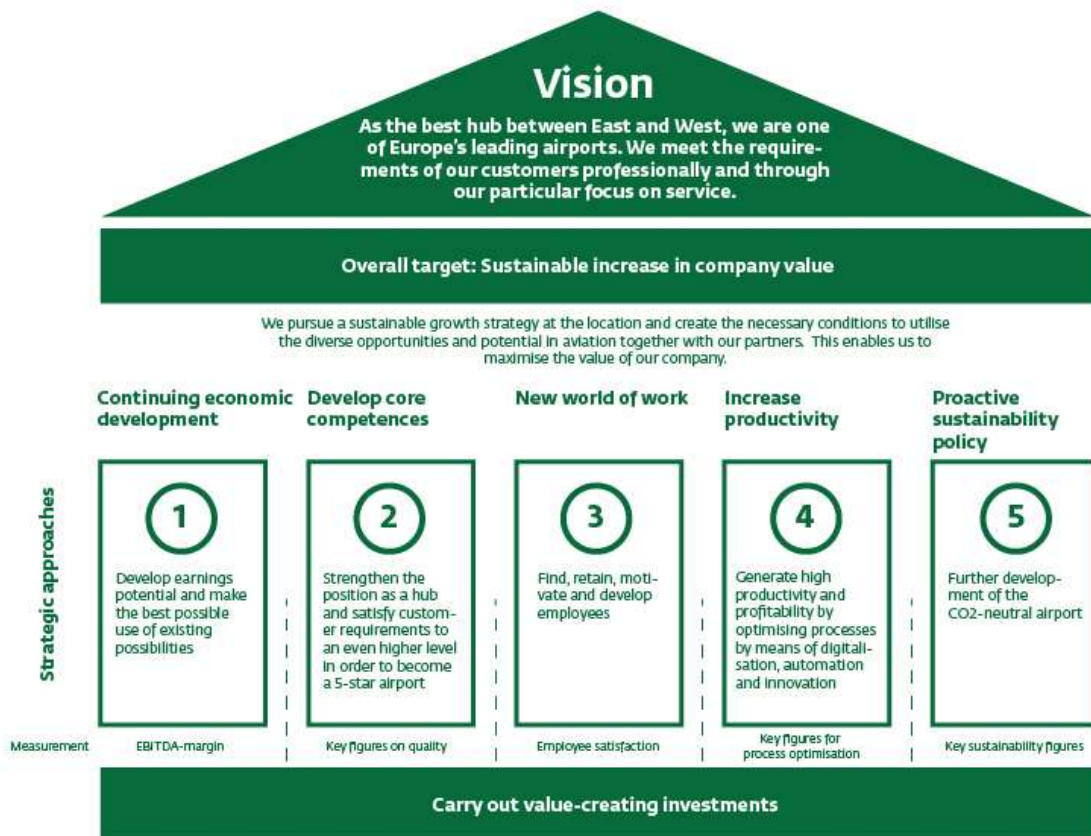 Vision
As the best hub between East and West, we are one
of Europe's leading airports. We meet the require-
ments of our customers professionally and through
our particular focus on service.
Overall target: Sustainable increase in company value
We pursue a sustainable growth strategy at the location and create the necessary conditions to utilise
the diverse opportunities and potential in aviation together with our partners. This enables us to
maximise the value of our company.
Strategic approaches
Continuing economic
development
1
Develop earnings
potential and make
the best possible
use of existing
possibilities
Develop core
competences
2
Strengthen the
position as a hub
and satisfy custom-
er requirements to
an even higher level
in order to become
a 5-star airport
New world of work
3
Find, retain, moti-
vate and develop
employees
Increase
productivity
4
Generate high
productivity and
profitability by
optimising processes
by means of digitali-
sation, automation
and innovation
Proactive
sustainability
policy
5
Further develop-
ment of the
CO2-neutral airport
Measurement
EBITDA-margin
Key figures on quality
Employee satisfaction
Key figures for
process optimisation
Key sustainability figures
Carry out value-creating investments